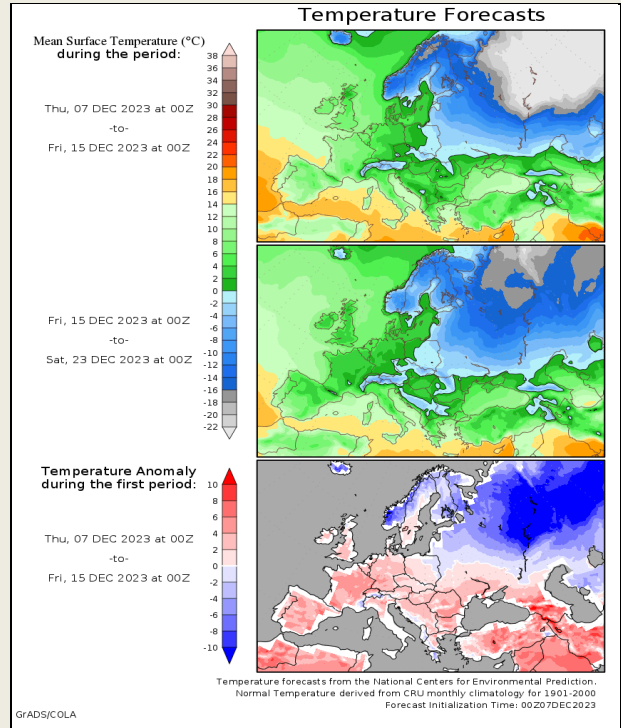 Temperature Forecasts
Mean Surface Temperature (°C)
during the period:
Thu, 07 DEC 2023 at 00Z
-to-
Fri, 15 DEC 2023 at 00Z
38
36
34
32
30
28
26
24
22
20
18
16
14
12
10
8
6
4
2
0
-2
-4
-6
-8
-10
-12
-14
-16
-18
-20
-22
Fri, 15 DEC 2023 at 00Z
-to-
Sat, 23 DEC 2023 at 00Z
Temperature Anomaly
during the first period:
Thu, 07 DEC 2023 at 00Z
-to-
Fri, 15 DEC 2023 at 00Z
10
8
6
4
2
0
-2
-4
-6
-8
-10
Temperature forecasts from the National Centers for Environmental Prediction.
Normal Temperature derived from CRU monthly climatology for 1901-2000
Forecast Initialization Time: 00Z07DEC2023
GrADS/COLA